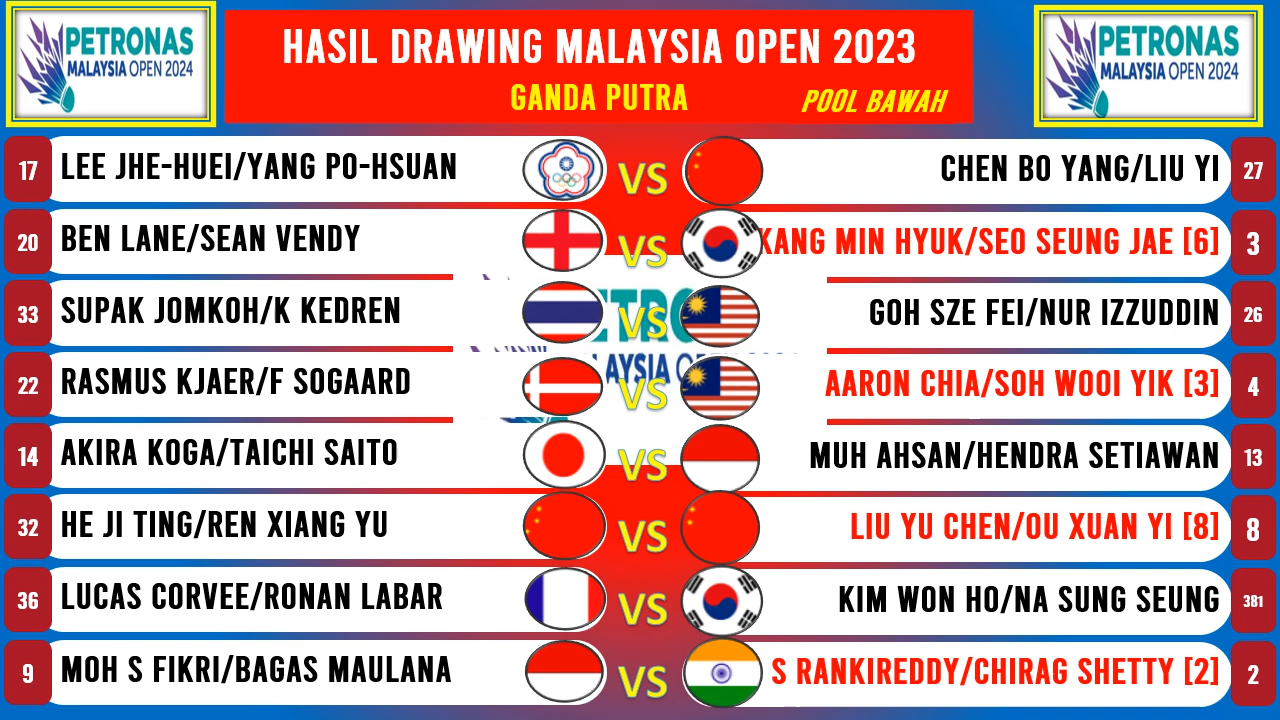 PETRONAS
MALAYSIA OPEN 2024
HASIL DRAWING MALAYSIA OPEN 2023
GANDA PUTRA
POOL BAWAH
PETRONAS
MALAYSIA OPEN 2024
17 LEE JHE-HUEI/YANG PO-HSUAN VS CHEN BO YANG/LIU YI 27
20 BEN LANE/SEAN VENDY VS KANG MIN HYUK/SEO SEUNG JAE [6] 3
33 SUPAK JOMKOH/K KEDREN VS GOH SZE FEI/NUR IZZUDDIN 26
22 RASMUS KJAER/F SOGAARD VS AARON CHIA/SOH WOOI YIK [3] 4
14 AKIRA KOGA/TAICHI SAITO VS MUH AHSAN/HENDRA SETIAWAN 13
32 HE JI TING/REN XIANG YU VS LIU YU CHEN/OU XUAN YI [8] 8
36 LUCAS CORVEE/RONAN LABAR VS KIM WON HO/NA SUNG SEUNG 381
9 MOH S FIKRI/BAGAS MAULANA VS S RANKIREDDY/CHIRAG SHETTY [2] 2